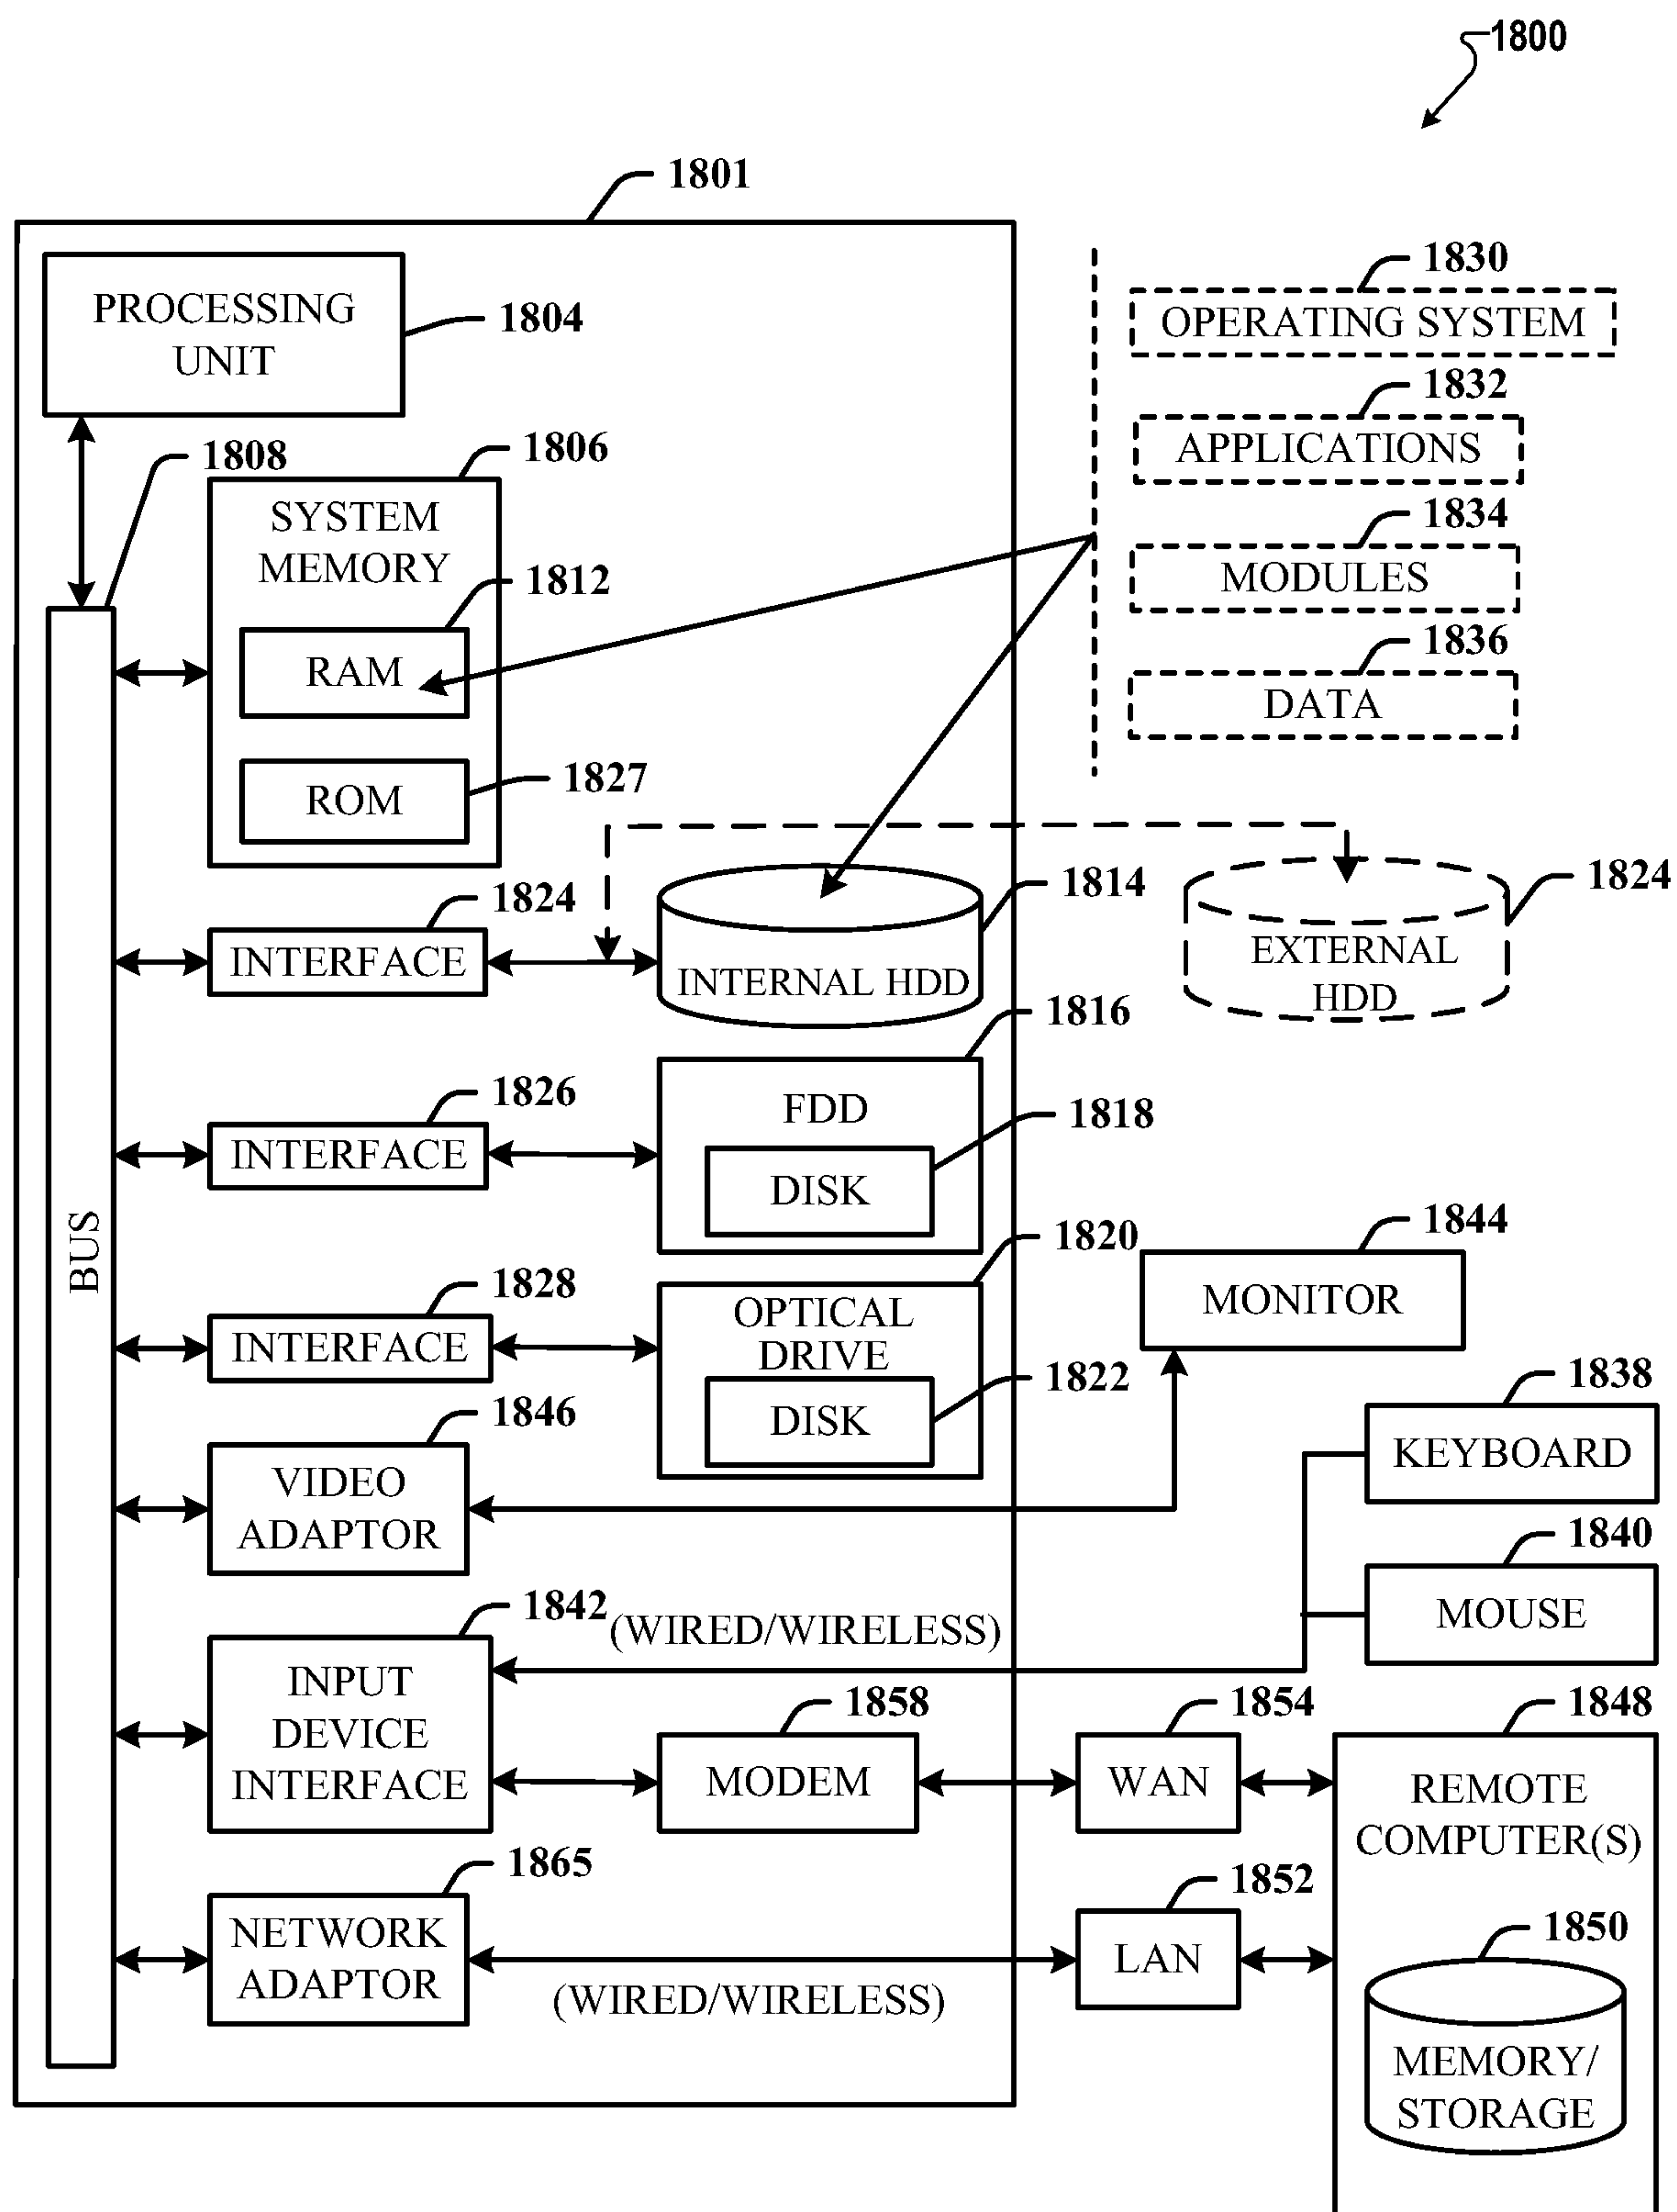 1800
1801
PROCESSING
UNIT
1804
1830
OPERATING SYSTEM
1832
APPLICATIONS
1834
MODULES
1836
DATA
1808
1806
SYSTEM
MEMORY
1812
RAM
1827
ROM
1824
INTERFACE
1814
INTERNAL HDD
1824
EXTERNAL
HDD
1826
INTERFACE
1816
FDD
1818
DISK
BUS
1828
INTERFACE
1820
OPTICAL
DRIVE
1822
DISK
1844
MONITOR
1846
VIDEO
ADAPTOR
1838
KEYBOARD
1840
MOUSE
1842
(WIRED/WIRELESS)
INPUT
DEVICE
INTERFACE
1858
MODEM
1854
WAN
1848
REMOTE
COMPUTER(S)
1865
NETWORK
ADAPTOR
(WIRED/WIRELESS)
1852
LAN
1850
MEMORY/
STORAGE